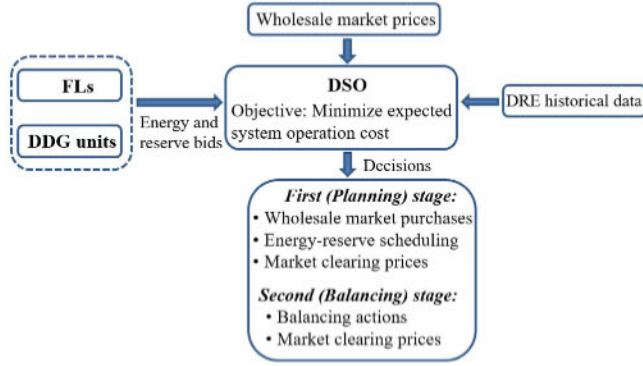 Wholesale market prices
FLs
DDG units
Energy and
reserve bids
DSO
Objective: Minimize expected
system operation cost
DRE historical data
Decisions
First (Planning) stage:
• Wholesale market purchases
• Energy-reserve scheduling
• Market clearing prices
Second (Balancing) stage:
• Balancing actions
• Market clearing prices